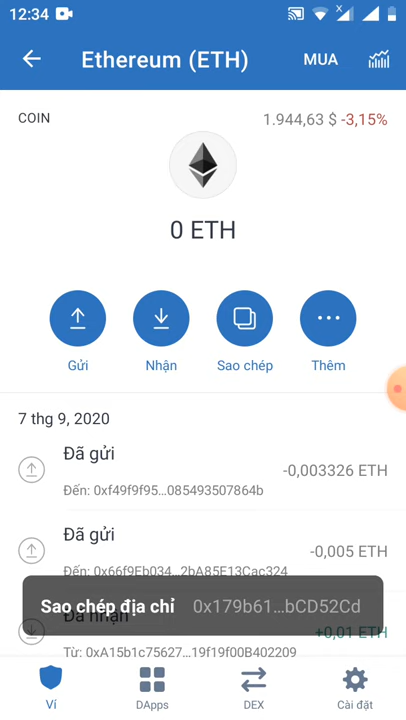 12:34
Ethereum (ETH)
MUA
COIN
1.944,63 $ -3,15%
0 ETH
Gửi
Nhận
Sao chép
Thêm
7 thg 9, 2020
Đã gửi
-0,003326 ETH
Đến: 0xf49f9f95...085493507864b
Đã gửi
-0,005 ETH
Đến: 0x66f9Eb034...2bA85E13Cac324
Sao chép địa chỉ 0x179b61...bCD52Cd
Đã nhận
+0,01 ETH
Từ: 0xA15b1c75627...19f19f00B402209
Ví
DApps
DEX
Cài đặt